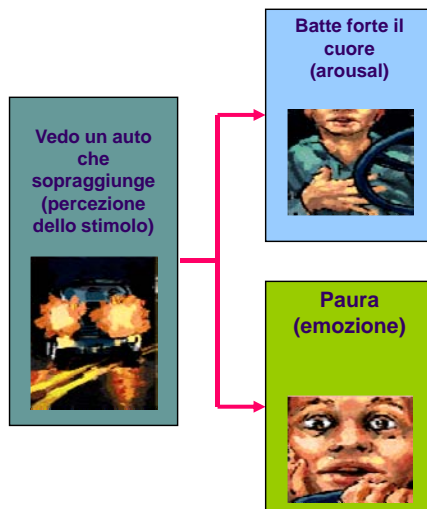 Vedo un auto
che
sopraggiunge
(percezione
dello stimolo)
Batte forte il
cuore
(arousal)
Paura
(emozione)